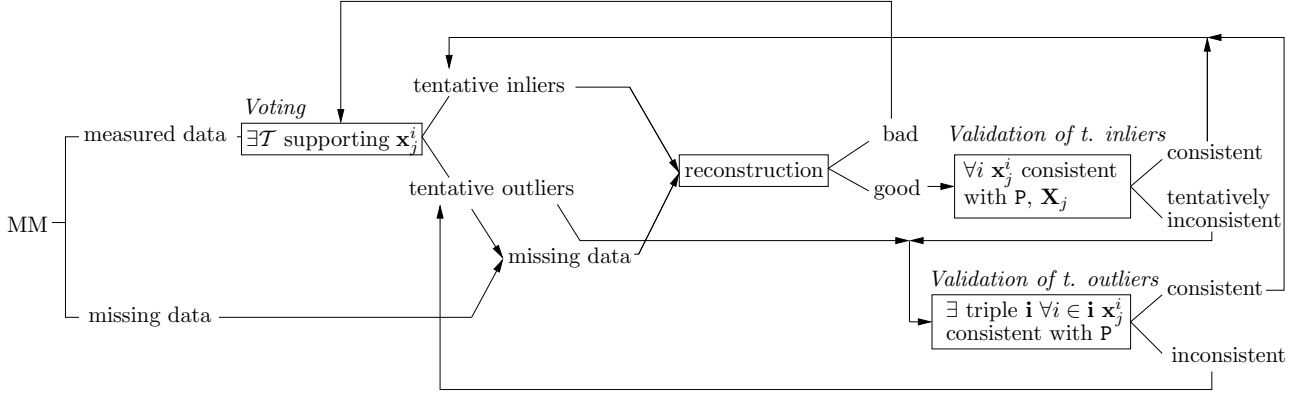 MM
measured data
missing data
Voting
∃𝒯 supporting x_j^i
tentative inliers
tentative outliers
missing data
reconstruction
bad
good
Validation of t. inliers
∀i x_j^i consistent
with P, X_j
consistent
tentatively
inconsistent
Validation of t. outliers
∃ triple i ∀i ∈ i x_j^i
consistent with P
consistent
inconsistent